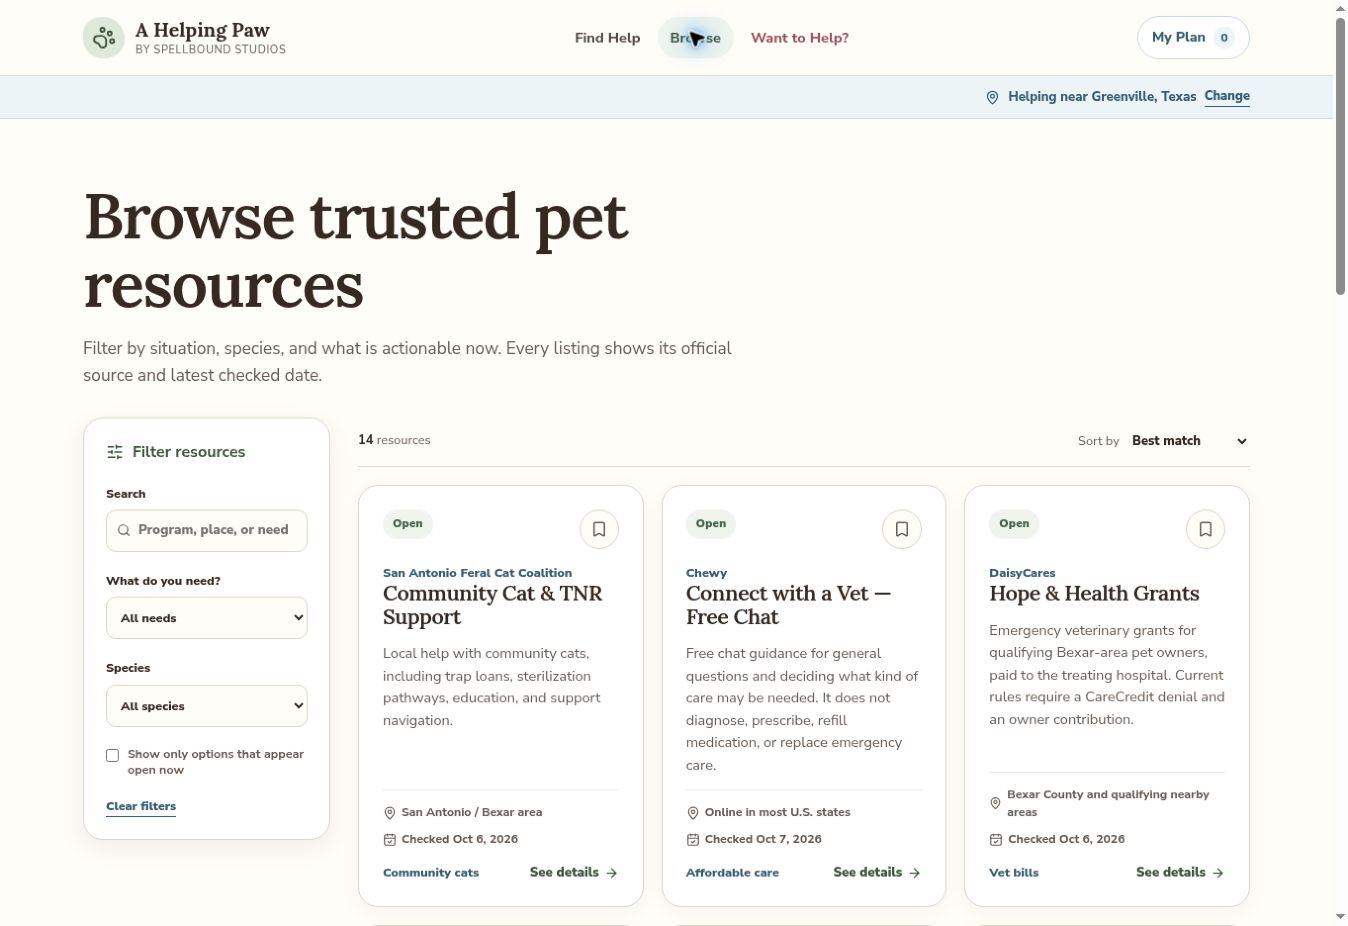 A Helping Paw
BY SPELLBOUND STUDIOS
Find Help
Browse
Want to Help?
My Plan 0
Helping near Greenville, Texas Change
Browse trusted pet
resources
Filter by situation, species, and what is actionable now. Every listing shows its official
source and latest checked date.
Filter resources
Search
Program, place, or need
What do you need?
All needs
Species
All species
Show only options that appear
open now
Clear filters
14 resources
Sort by Best match
Open
San Antonio Feral Cat Coalition
Community Cat & TNR
Support
Local help with community cats,
including trap loans, sterilization
pathways, education, and support
navigation.
San Antonio / Bexar area
Checked Oct 6, 2026
Community cats
See details
Open
Chewy
Connect with a Vet —
Free Chat
Free chat guidance for general
questions and deciding what kind of
care may be needed. It does not
diagnose, prescribe, refill
medication, or replace emergency
care.
Online in most U.S. states
Checked Oct 7, 2026
Affordable care
See details
Open
DaisyCares
Hope & Health Grants
Emergency veterinary grants for
qualifying Bexar-area pet owners,
paid to the treating hospital. Current
rules require a CareCredit denial and
an owner contribution.
Bexar County and qualifying nearby
areas
Checked Oct 6, 2026
Vet bills
See details